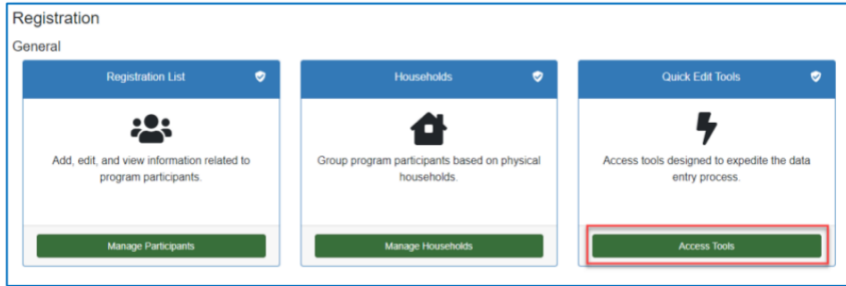 Registration
General
Registration List
Households
Quick Edit Tools
Add, edit, and view information related to
program participants.
Group program participants based on physical
households.
Access tools designed to expedite the data
entry process.
Manage Participants
Manage Households
Access Tools